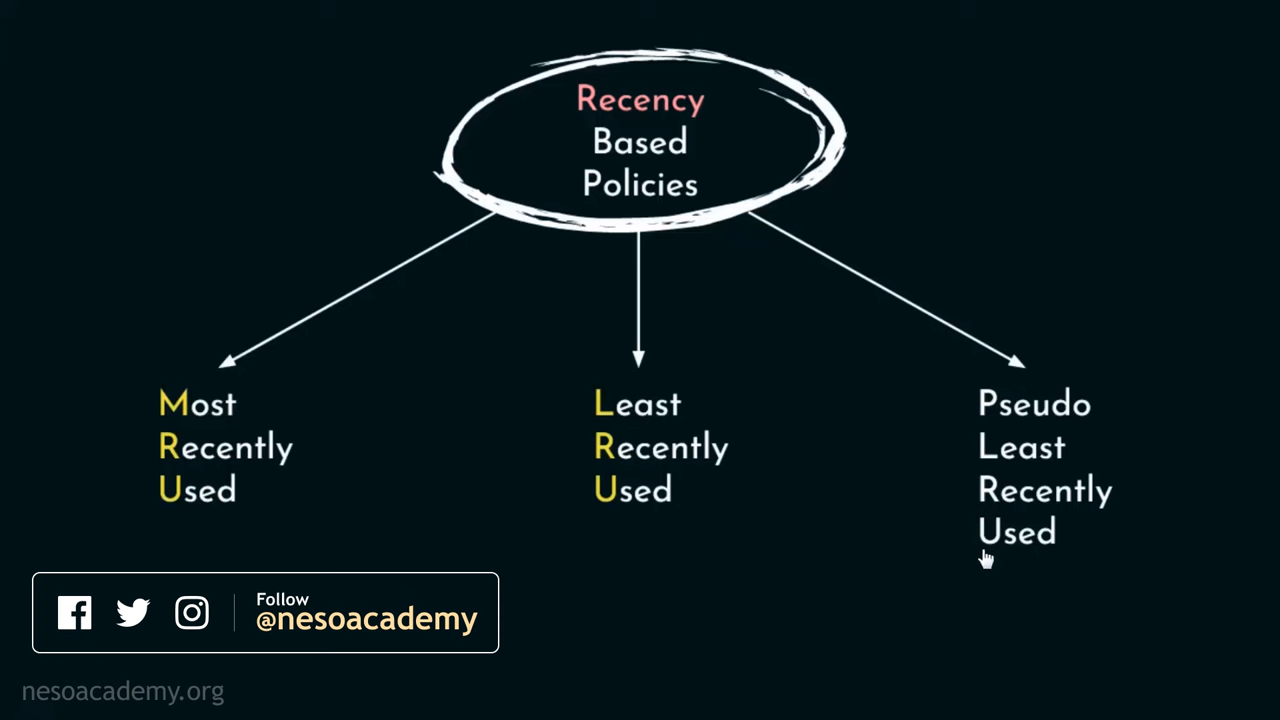 Recency
Based
Policies
Most
Recently
Used
Least
Recently
Used
Pseudo
Least
Recently
Used
Follow
@nesoacademy
nesoacademy.org